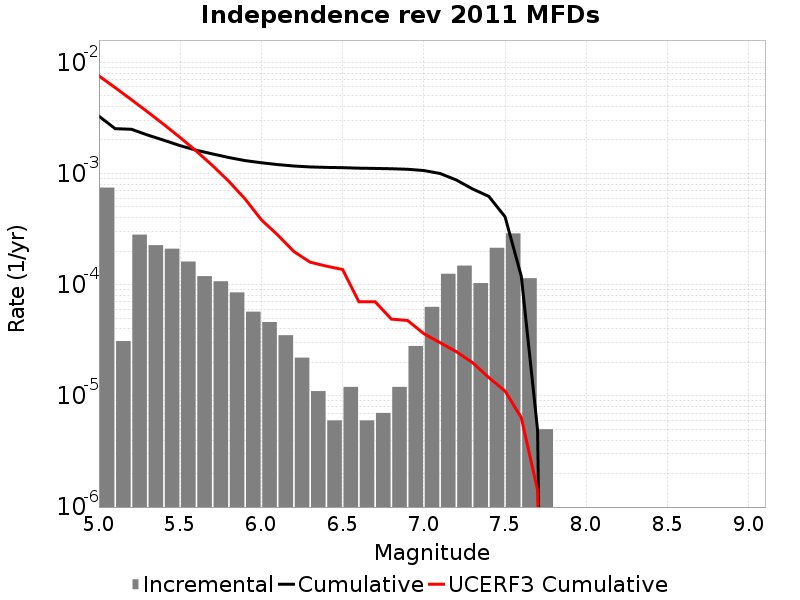 Independence rev 2011 MFDs
Rate (1/yr)
10-2
10-3
10-4
10-5
10-6
5.0 5.5 6.0 6.5 7.0 7.5 8.0 8.5 9.0
Magnitude
Incremental Cumulative UCERF3 Cumulative